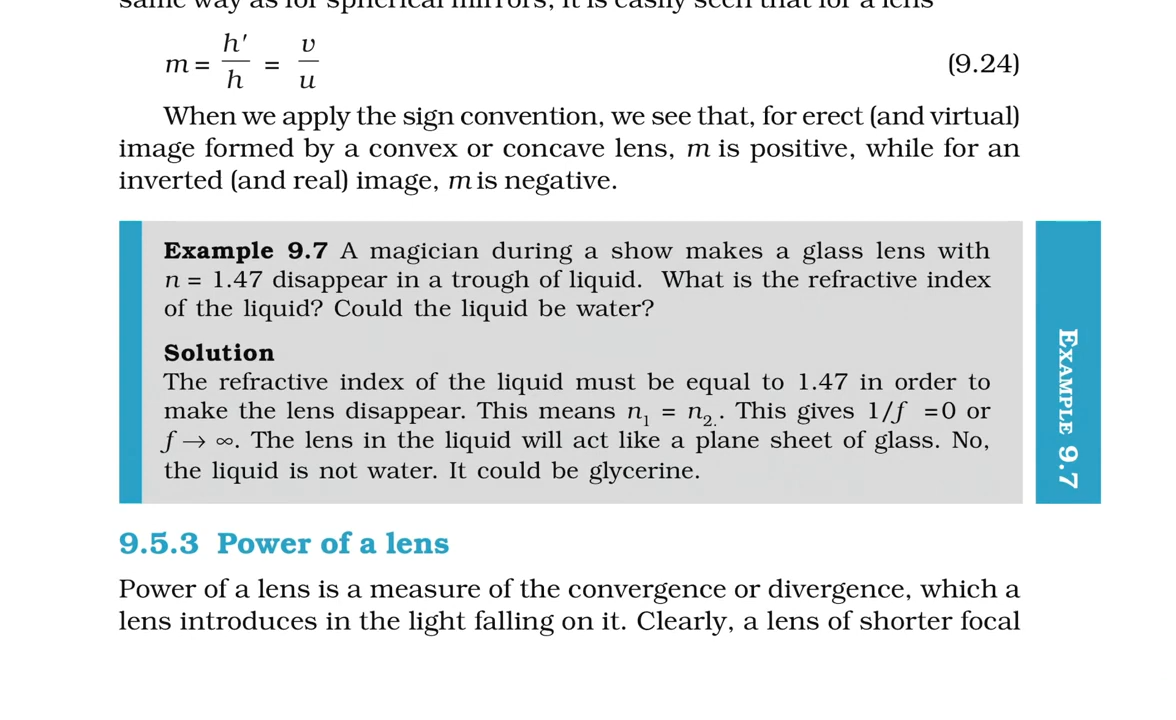 same way as for spherical mirrors, it is easily seen that for a lens
m = h′/h = v/u (9.24)
When we apply the sign convention, we see that, for erect (and virtual)
image formed by a convex or concave lens, m is positive, while for an
inverted (and real) image, m is negative.
Example 9.7 A magician during a show makes a glass lens with
n = 1.47 disappear in a trough of liquid. What is the refractive index
of the liquid? Could the liquid be water?
Solution
The refractive index of the liquid must be equal to 1.47 in order to
make the lens disappear. This means n₁ = n₂.. This gives 1/f =0 or
f → ∞. The lens in the liquid will act like a plane sheet of glass. No,
the liquid is not water. It could be glycerine.
EXAMPLE 9.7
9.5.3 Power of a lens
Power of a lens is a measure of the convergence or divergence, which a
lens introduces in the light falling on it. Clearly, a lens of shorter focal